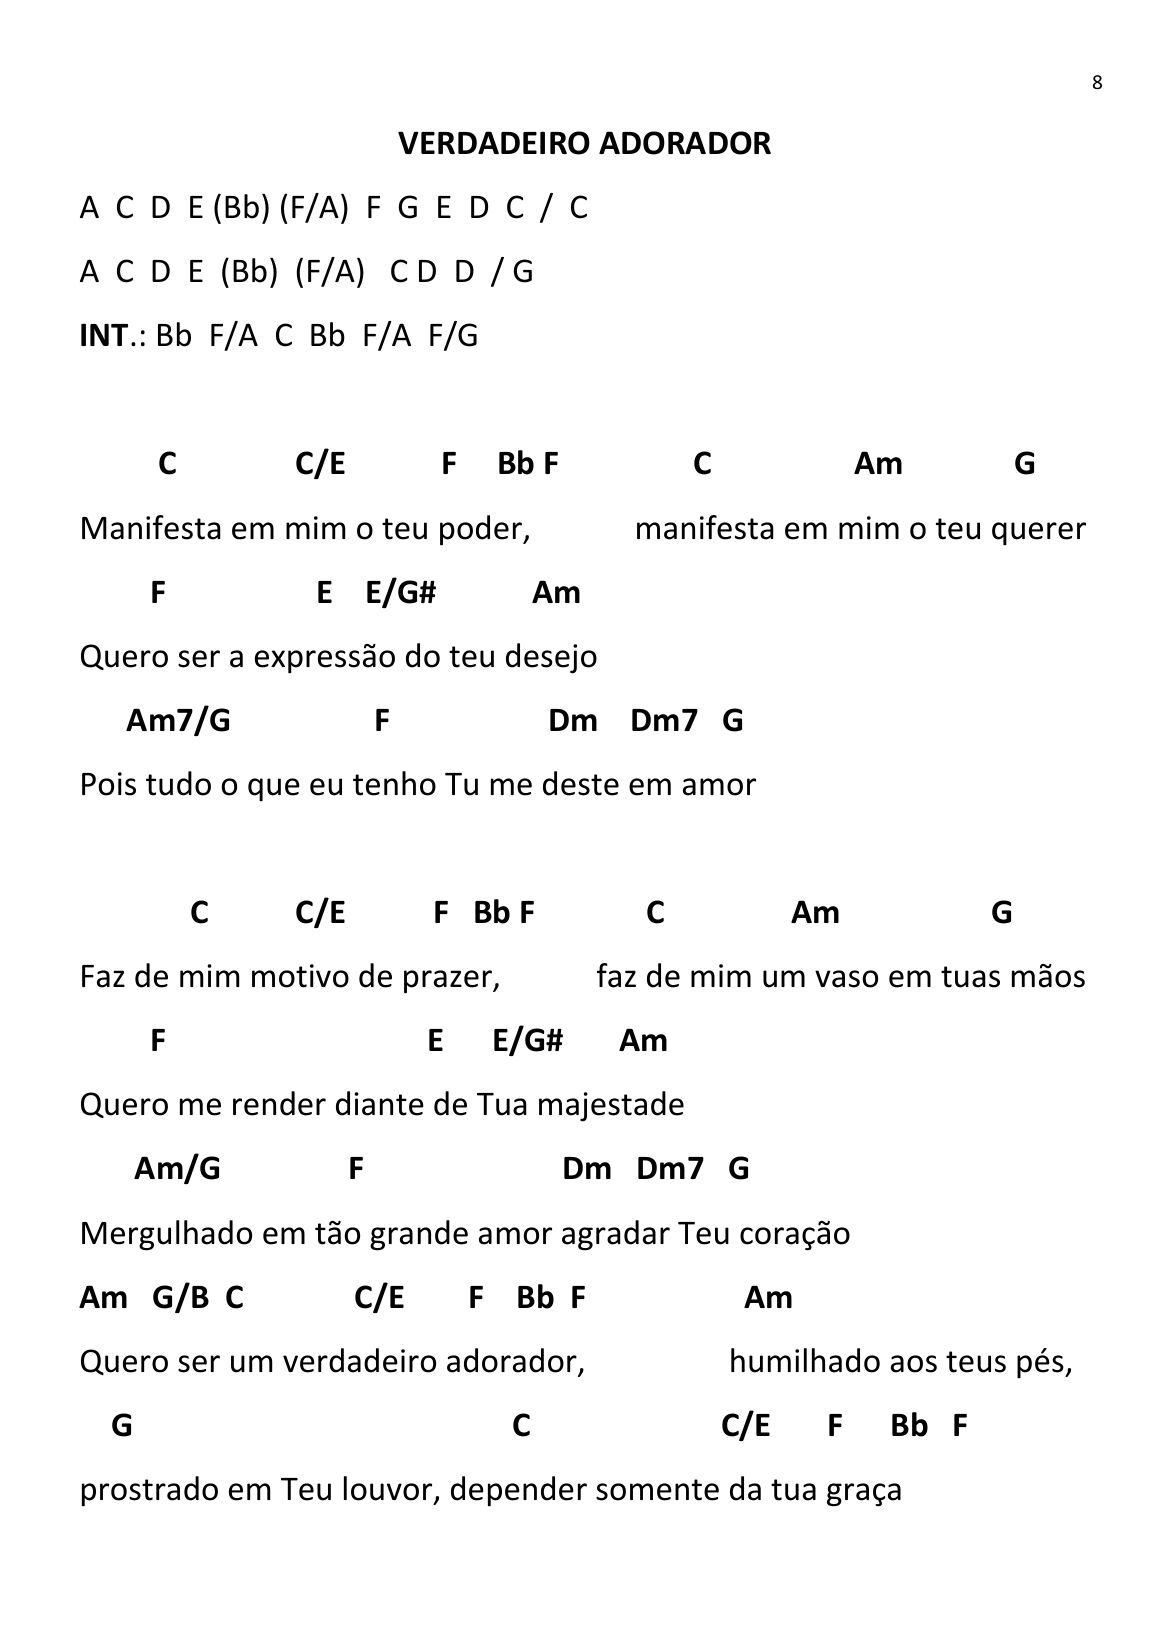 8
VERDADEIRO ADORADOR
A C D E (Bb) (F/A) F G E D C / C
A C D E (Bb) (F/A) C D D / G
INT.: Bb F/A C Bb F/A F/G
C C/E F Bb F C Am G
Manifesta em mim o teu poder, manifesta em mim o teu querer
F E E/G# Am
Quero ser a expressão do teu desejo
Am7/G F Dm Dm7 G
Pois tudo o que eu tenho Tu me deste em amor
C C/E F Bb F C Am G
Faz de mim motivo de prazer, faz de mim um vaso em tuas mãos
F E E/G# Am
Quero me render diante de Tua majestade
Am/G F Dm Dm7 G
Mergulhado em tão grande amor agradar Teu coração
Am G/B C C/E F Bb F Am
Quero ser um verdadeiro adorador, humilhado aos teus pés,
G C C/E F Bb F
prostrado em Teu louvor, depender somente da tua graça